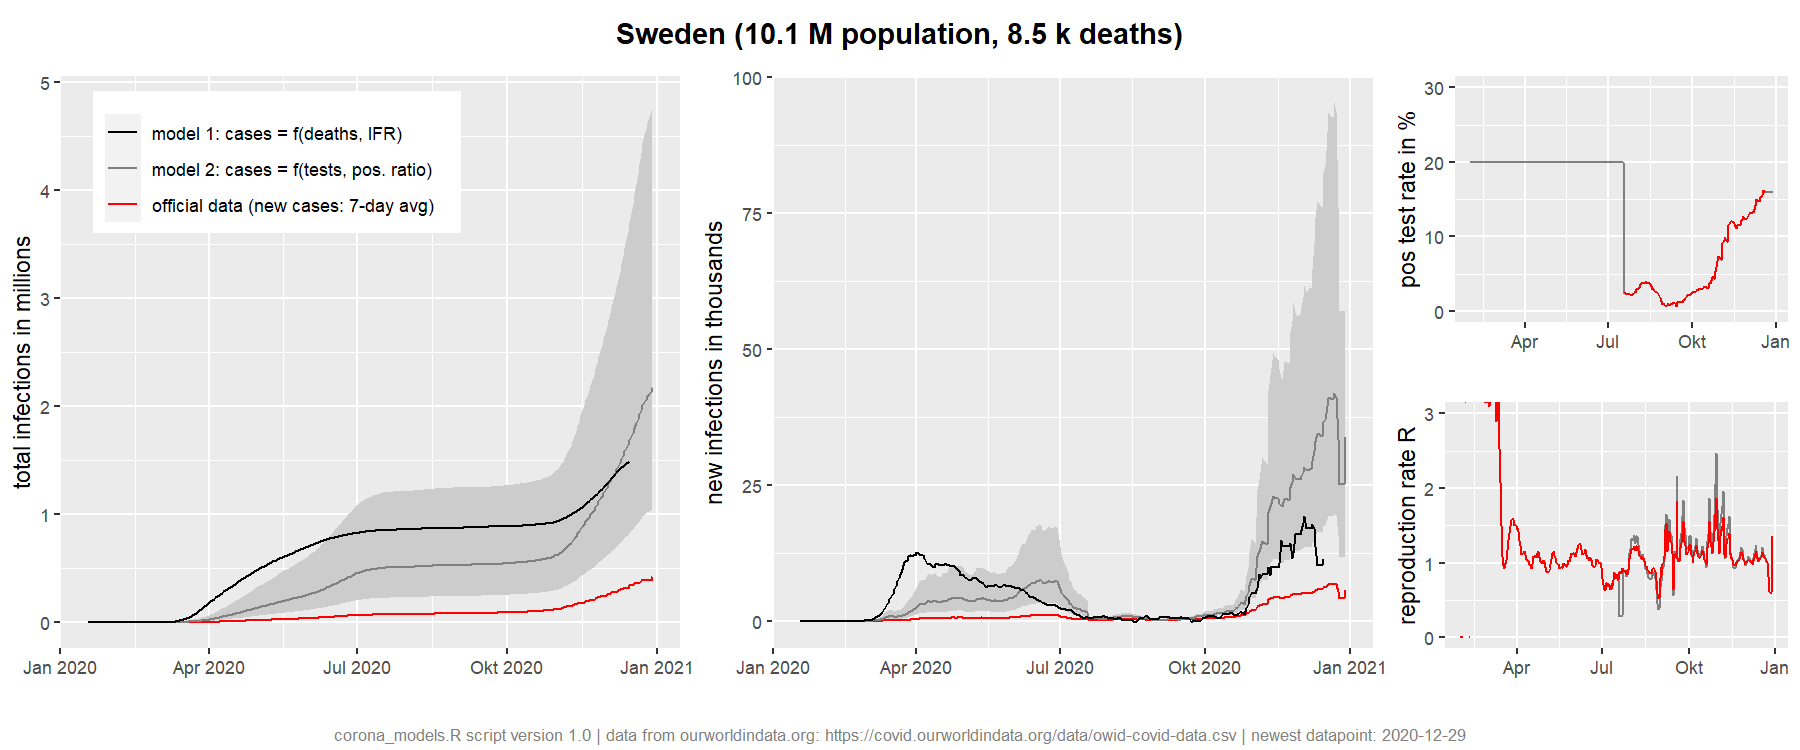 Sweden (10.1 M population, 8.5 k deaths)
total infections in millions
5
4
3
2
1
0
model 1: cases = f(deaths, IFR)
model 2: cases = f(tests, pos. ratio)
official data (new cases: 7-day avg)
Jan 2020 Apr 2020 Jul 2020 Okt 2020 Jan 2021
new infections in thousands
100
75
50
25
0
Jan 2020 Apr 2020 Jul 2020 Okt 2020 Jan 2021
pos test rate in %
30
20
10
0
Apr Jul Okt Jan
reproduction rate R
3
2
1
0
Apr Jul Okt Jan
corona_models.R script version 1.0 | data from ourworldindata.org: https://covid.ourworldindata.org/data/owid-covid-data.csv | newest datapoint: 2020-12-29